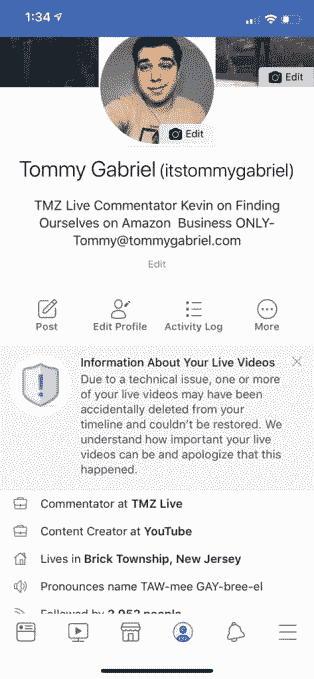 1:34
Edit
Edit
Tommy Gabriel (itstommygabriel)
TMZ Live Commentator Kevin on Finding
Ourselves on Amazon Business ONLY-
Tommy@tommygabriel.com
Edit
Post Edit Profile Activity Log More
Information About Your Live Videos
Due to a technical issue, one or more
of your live videos may have been
accidentally deleted from your
timeline and couldn't be restored. We
understand how important your live
videos can be and apologize that this
happened.
Commentator at TMZ Live
Content Creator at YouTube
Lives in Brick Township, New Jersey
Pronounces name TAW-mee GAY-bree-el
Followed by 2,952 people